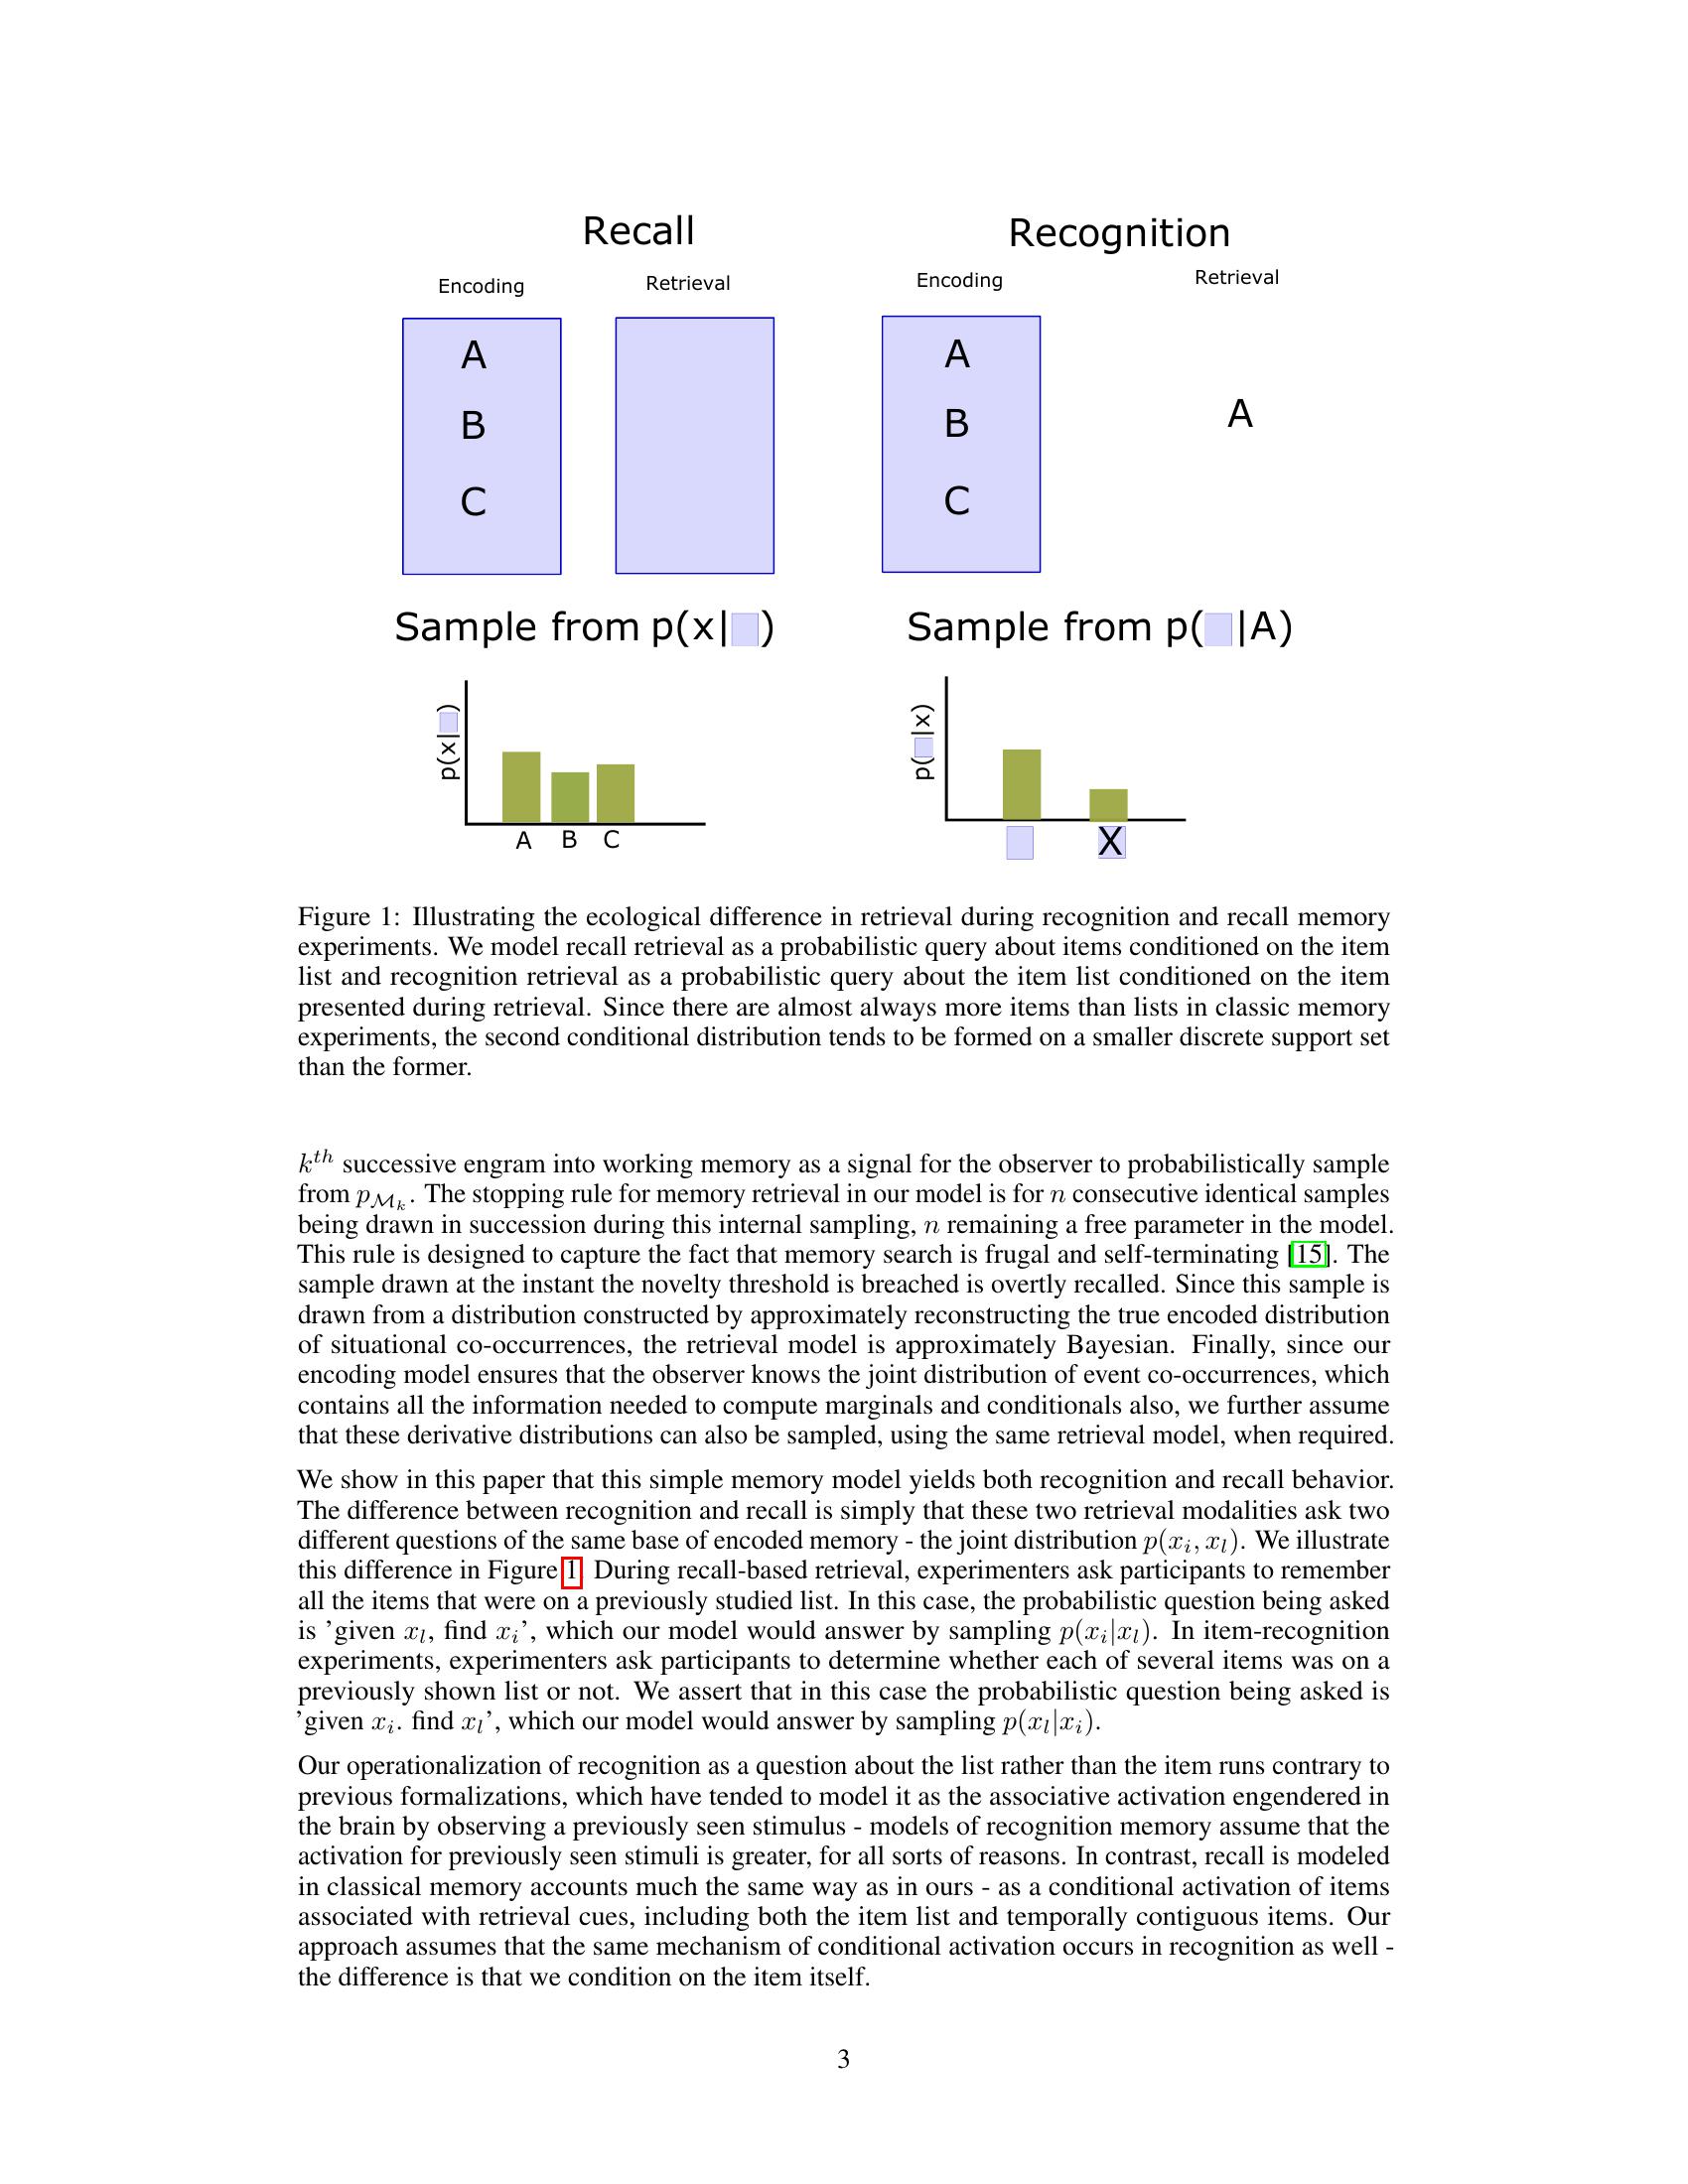 Recall
Recognition
Encoding
Retrieval
Encoding
Retrieval
A
B
C
A
B
C
A
Sample from p(x| )
Sample from p( |A)
p(x| )
A B C
p( |x)
X
Figure 1: Illustrating the ecological difference in retrieval during recognition and recall memory
experiments. We model recall retrieval as a probabilistic query about items conditioned on the item
list and recognition retrieval as a probabilistic query about the item list conditioned on the item
presented during retrieval. Since there are almost always more items than lists in classic memory
experiments, the second conditional distribution tends to be formed on a smaller discrete support set
than the former.
k^{th} successive engram into working memory as a signal for the observer to probabilistically sample
from p_{\mathcal{M}_k}. The stopping rule for memory retrieval in our model is for n consecutive identical samples
being drawn in succession during this internal sampling, n remaining a free parameter in the model.
This rule is designed to capture the fact that memory search is frugal and self-terminating [15]. The
sample drawn at the instant the novelty threshold is breached is overtly recalled. Since this sample is
drawn from a distribution constructed by approximately reconstructing the true encoded distribution
of situational co-occurrences, the retrieval model is approximately Bayesian. Finally, since our
encoding model ensures that the observer knows the joint distribution of event co-occurrences, which
contains all the information needed to compute marginals and conditionals also, we further assume
that these derivative distributions can also be sampled, using the same retrieval model, when required.
We show in this paper that this simple memory model yields both recognition and recall behavior.
The difference between recognition and recall is simply that these two retrieval modalities ask two
different questions of the same base of encoded memory - the joint distribution p(x_i, x_l). We illustrate
this difference in Figure 1 During recall-based retrieval, experimenters ask participants to remember
all the items that were on a previously studied list. In this case, the probabilistic question being asked
is ’given x_l, find x_i’, which our model would answer by sampling p(x_i|x_l). In item-recognition
experiments, experimenters ask participants to determine whether each of several items was on a
previously shown list or not. We assert that in this case the probabilistic question being asked is
’given x_i. find x_l’, which our model would answer by sampling p(x_l|x_i).
Our operationalization of recognition as a question about the list rather than the item runs contrary to
previous formalizations, which have tended to model it as the associative activation engendered in
the brain by observing a previously seen stimulus - models of recognition memory assume that the
activation for previously seen stimuli is greater, for all sorts of reasons. In contrast, recall is modeled
in classical memory accounts much the same way as in ours - as a conditional activation of items
associated with retrieval cues, including both the item list and temporally contiguous items. Our
approach assumes that the same mechanism of conditional activation occurs in recognition as well -
the difference is that we condition on the item itself.
3